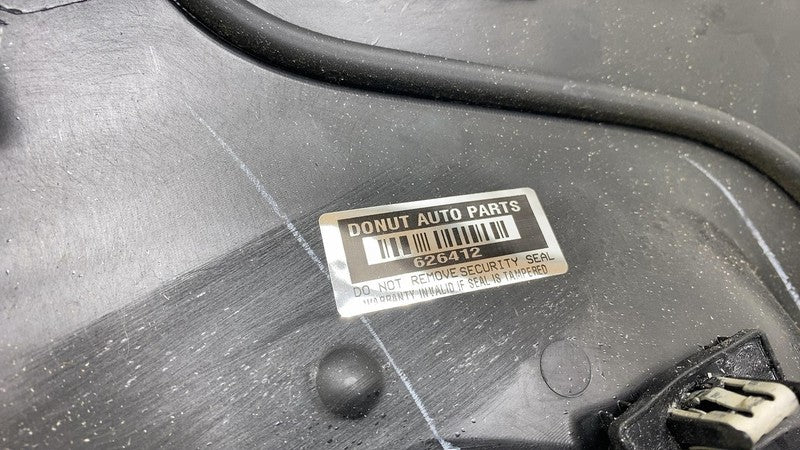 DONUT AUTO PARTS
626412
DO NOT REMOVE SECURITY SEAL
WARRANTY INVALID IF SEAL IS TAMPERED